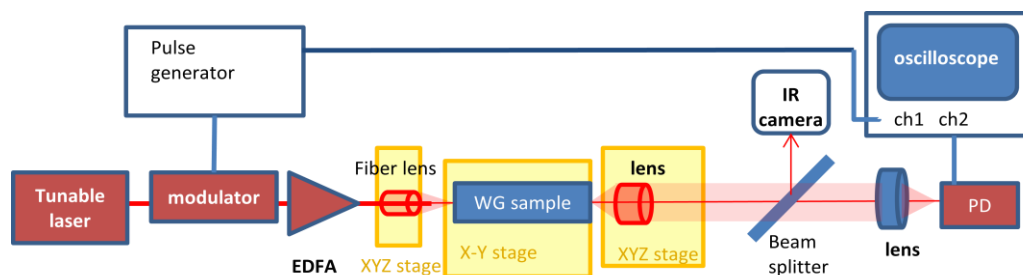 Pulse
generator
oscilloscope
IR
camera
ch1 ch2
Fiber lens
lens
Tunable
laser
modulator
WG sample
PD
X-Y stage
EDFA
XYZ stage
XYZ stage
Beam
splitter
lens